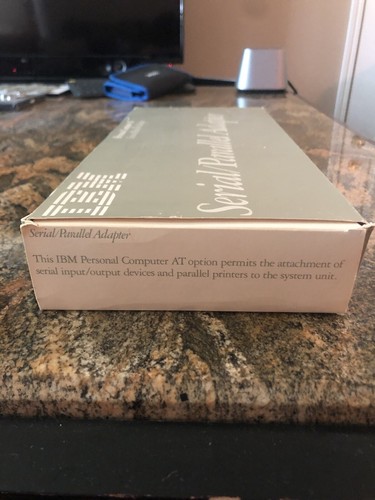 IBM
Serial/Parallel Adapter
Serial/Parallel Adapter
This IBM Personal Computer AT option permits the attachment of
serial input/output devices and parallel printers to the system unit.